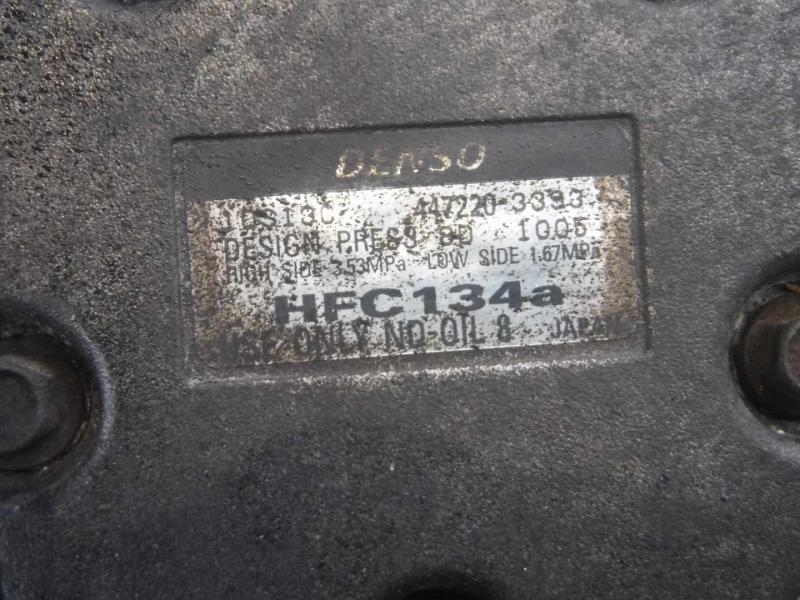 DENSO
10S13C 447220-3333
DESIGN PRESS BD 1005
HIGH SIDE 3.53MPa LOW SIDE 1.67MPa
HFC134a
USE ONLY ND-OIL 8 JAPAN